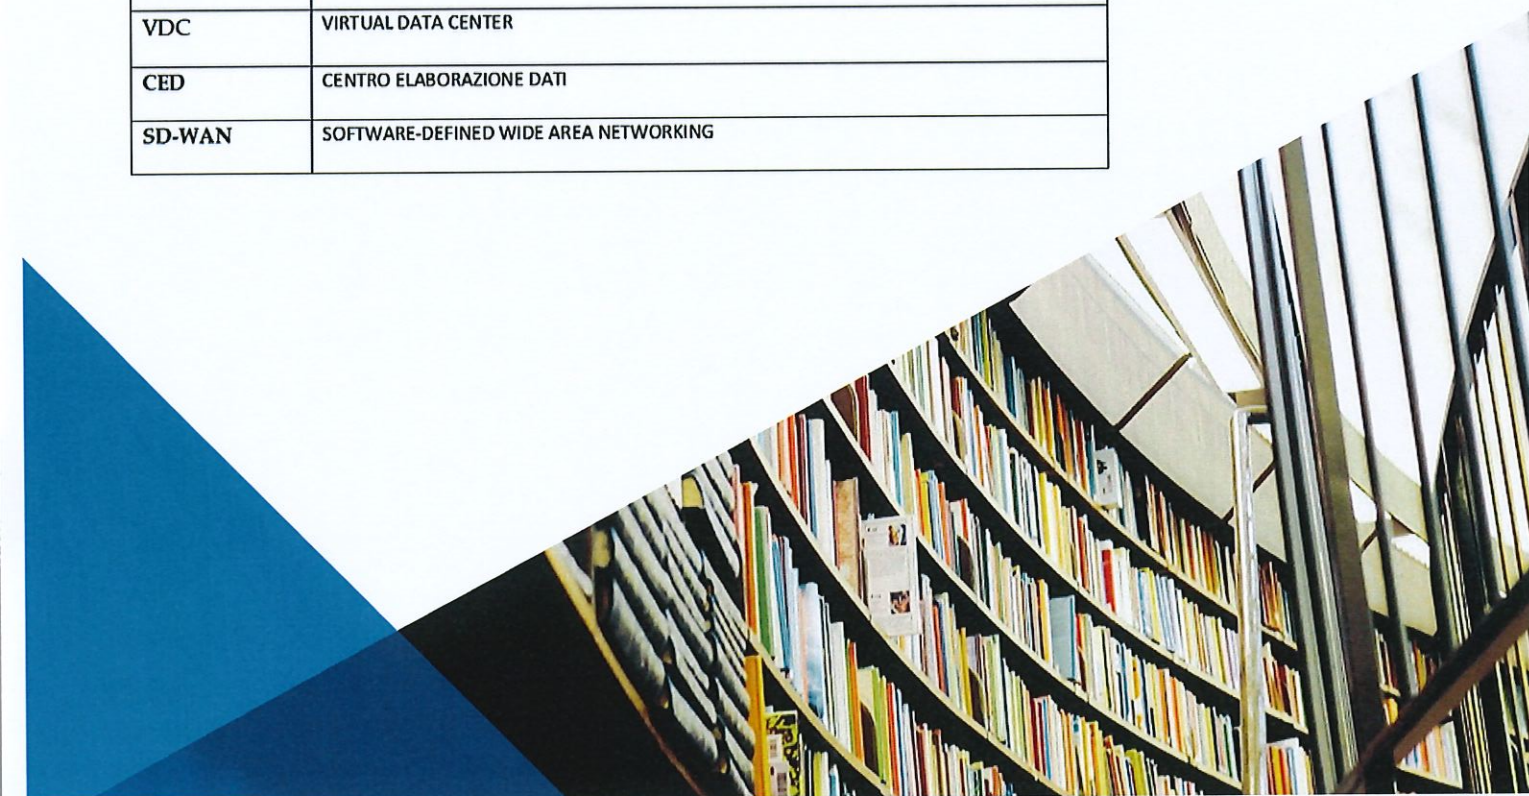 VDC VIRTUAL DATA CENTER
CED CENTRO ELABORAZIONE DATI
SD-WAN SOFTWARE-DEFINED WIDE AREA NETWORKING